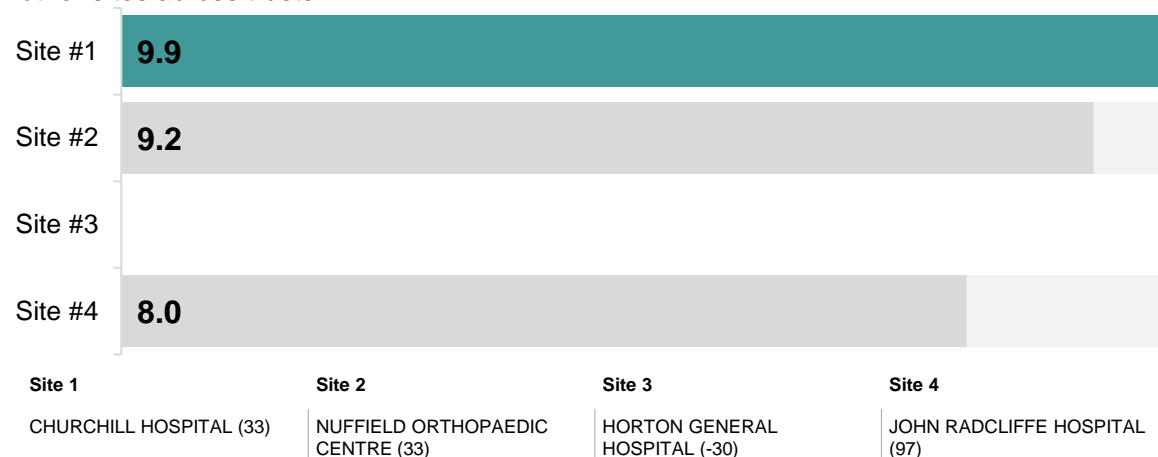 Site #1 9.9
Site #2 9.2
Site #3
Site #4 8.0
Site 1 Site 2 Site 3 Site 4
CHURCHILL HOSPITAL (33) NUFFIELD ORTHOPAEDIC HORTON GENERAL JOHN RADCLIFFE HOSPITAL
CENTRE (33) HOSPITAL (-30) (97)